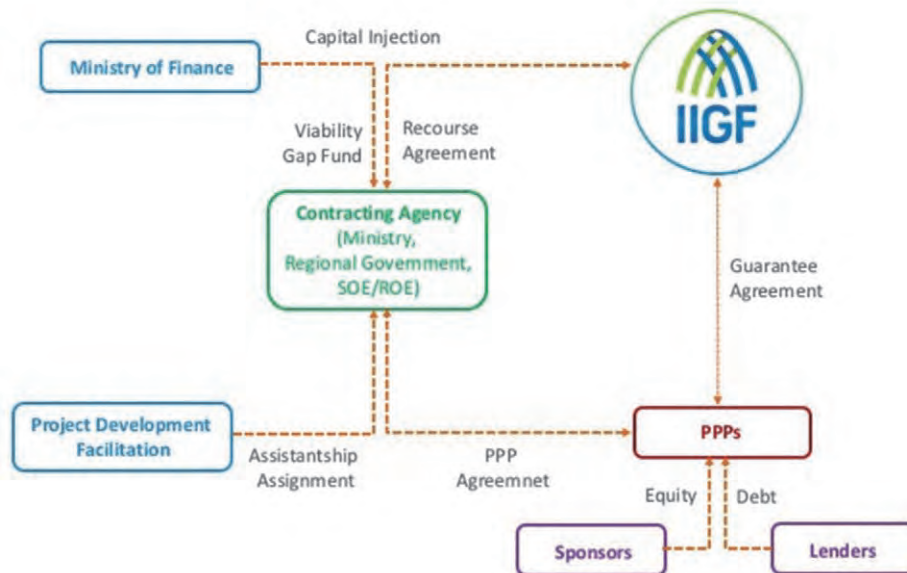 Capital Injection
Ministry of Finance
IIGF
Viability
Gap Fund
Recourse
Agreement
Contracting Agency
(Ministry,
Regional Government,
SOE/ROE)
Guarantee
Agreement
Project Development
Facilitation
PPPs
Assistantship
Assignment
PPP
Agreemnet
Equity
Debt
Sponsors
Lenders